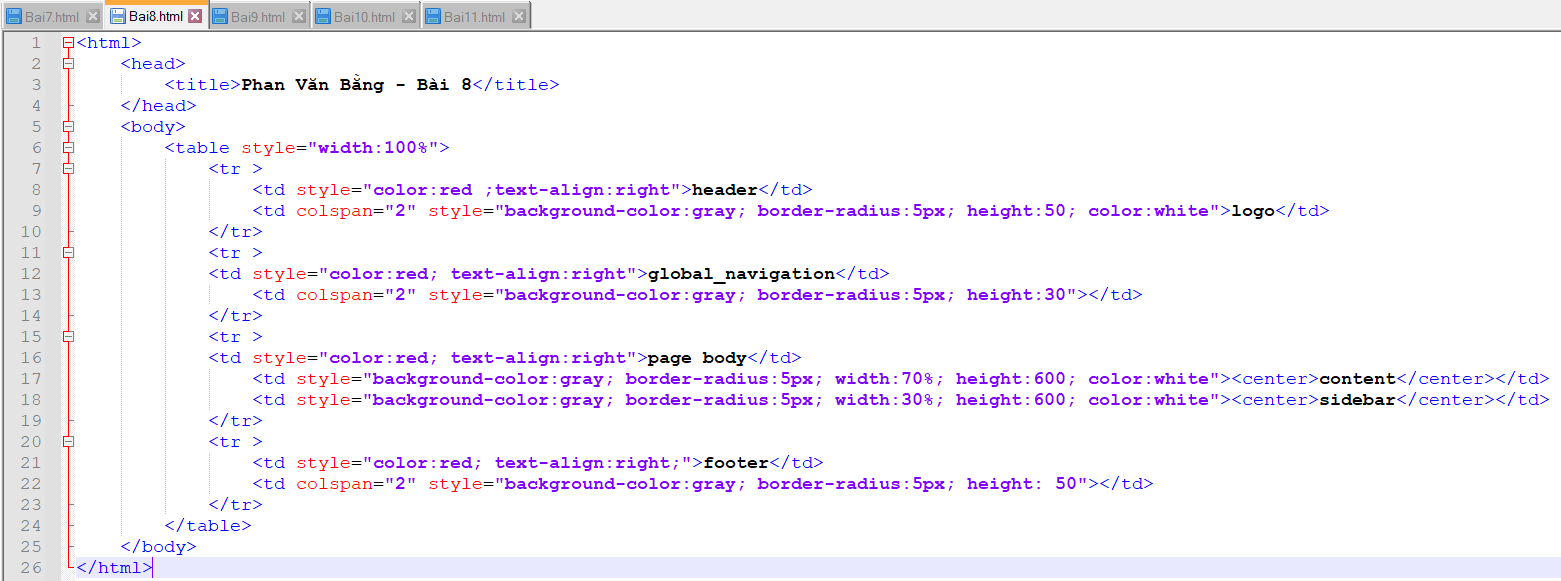 Bai7.html Bai8.html Bai9.html Bai10.html Bai11.html
1 <html>
2 <head>
3 <title>Phan Văn Bằng - Bài 8</title>
4 </head>
5 <body>
6 <table style="width:100%">
7 <tr >
8 <td style="color:red ;text-align:right">header</td>
9 <td colspan="2" style="background-color:gray; border-radius:5px; height:50; color:white">logo</td>
10 </tr>
11 <tr >
12 <td style="color:red; text-align:right">global_navigation</td>
13 <td colspan="2" style="background-color:gray; border-radius:5px; height:30"></td>
14 </tr>
15 <tr >
16 <td style="color:red; text-align:right">page body</td>
17 <td style="background-color:gray; border-radius:5px; width:70%; height:600; color:white"><center>content</center></td>
18 <td style="background-color:gray; border-radius:5px; width:30%; height:600; color:white"><center>sidebar</center></td>
19 </tr>
20 <tr >
21 <td style="color:red; text-align:right;">footer</td>
22 <td colspan="2" style="background-color:gray; border-radius:5px; height: 50"></td>
23 </tr>
24 </table>
25 </body>
26 </html>